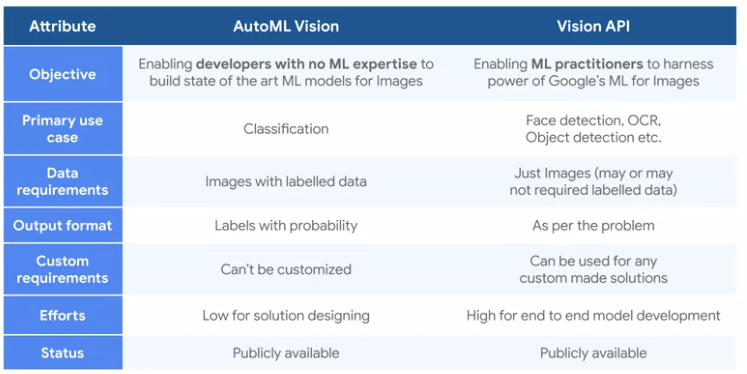 Attribute AutoML Vision Vision API
Objective
Enabling developers with no ML expertise to
build state of the art ML models for Images
Enabling ML practitioners to harness
power of Google's ML for Images
Primary use
case
Classification
Face detection, OCR,
Object detection etc.
Data
requirements
Images with labelled data
Just Images (may or may
not required labelled data)
Output format Labels with probability As per the problem
Custom
requirements
Can't be customized
Can be used for any
custom made solutions
Efforts Low for solution designing High for end to end model development
Status Publicly available Publicly available